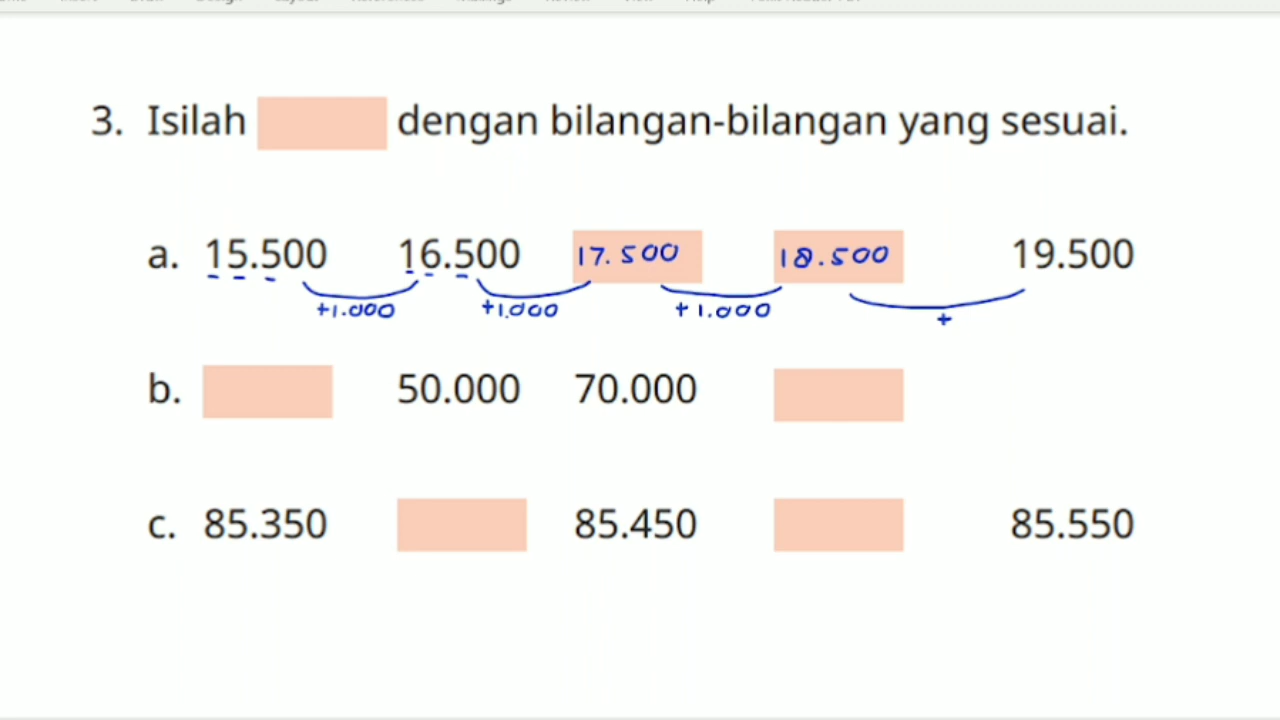 3. Isilah dengan bilangan-bilangan yang sesuai.
a. 15.500 16.500 17.500 18.500 19.500
+1.000 +1.000 +1.000 +
b. 50.000 70.000
c. 85.350 85.450 85.550